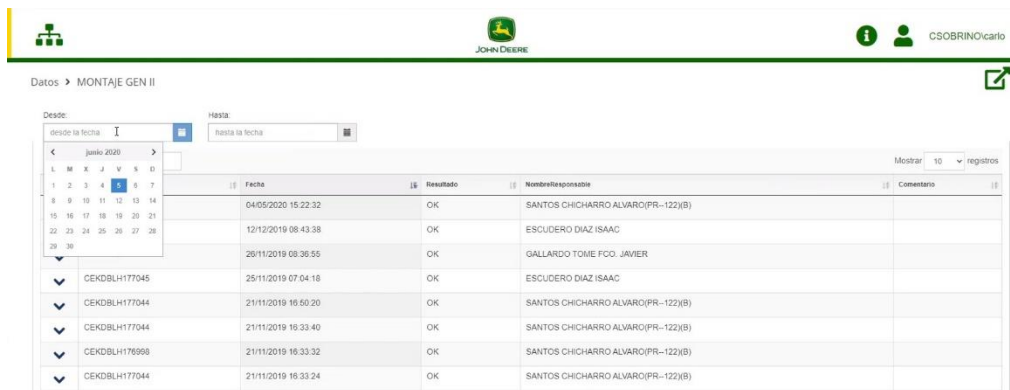 JOHN DEERE
CSOBRINO\carlo
Datos > MONTAJE GEN II
Desde: Hasta:
desde la fecha hasta la fecha
junio 2020
Mostrar 10 registros
L M X J V S D
Fecha Resultado NombreResponsable Comentario
1 2 3 4 5 6 7
8 9 10 11 12 13 14
04/05/2020 15:22:32 OK SANTOS CHICHARRO ALVARO(PR--122)(B)
15 16 17 18 19 20 21
22 23 24 25 26 27 28
12/12/2019 08:43:38 OK ESCUDERO DIAZ ISAAC
29 30
26/11/2019 08:36:55 OK GALLARDO TOME FCO. JAVIER
CEKDBLH177045 25/11/2019 07:04:18 OK ESCUDERO DIAZ ISAAC
CEKDBLH177044 21/11/2019 16:50:20 OK SANTOS CHICHARRO ALVARO(PR--122)(B)
CEKDBLH177044 21/11/2019 16:33:40 OK SANTOS CHICHARRO ALVARO(PR--122)(B)
CEKDBLH176998 21/11/2019 16:33:32 OK SANTOS CHICHARRO ALVARO(PR--122)(B)
CEKDBLH177044 21/11/2019 16:33:24 OK SANTOS CHICHARRO ALVARO(PR--122)(B)